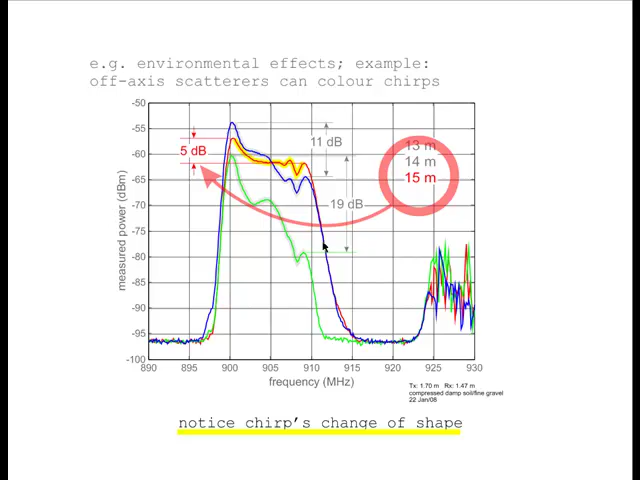 e.g. environmental effects; example:
off-axis scatterers can colour chirps
-50
-55
-60
-65
-70
-75
-80
-85
-90
-95
-100
measured power (dBm)
5 dB
11 dB
19 dB
13 m
14 m
15 m
890 895 900 905 910 915 920 925 930
frequency (MHz)
Tx: 1.70 m Rx: 1.47 m
compressed damp soil/fine gravel
22 Jan/08
notice chirp's change of shape